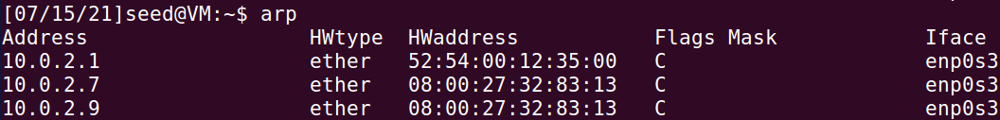 [07/15/21]seed@VM:~$ arp
Address HWtype HWaddress Flags Mask Iface
10.0.2.1 ether 52:54:00:12:35:00 C enp0s3
10.0.2.7 ether 08:00:27:32:83:13 C enp0s3
10.0.2.9 ether 08:00:27:32:83:13 C enp0s3